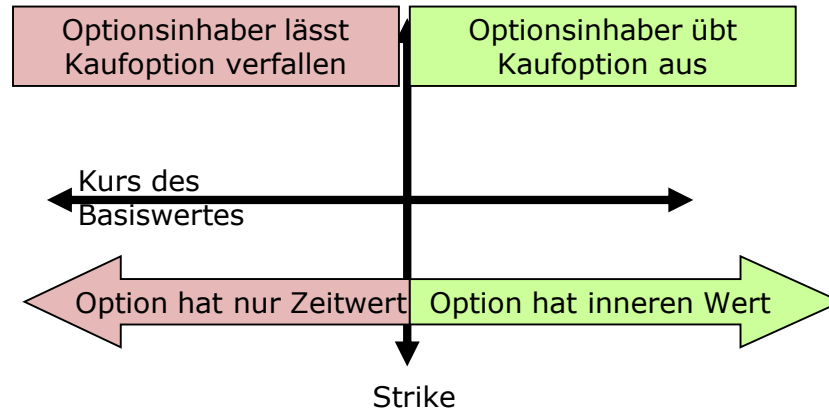 Optionsinhaber lässt
Kaufoption verfallen
Optionsinhaber übt
Kaufoption aus
Kurs des
Basiswertes
Option hat nur Zeitwert
Option hat inneren Wert
Strike